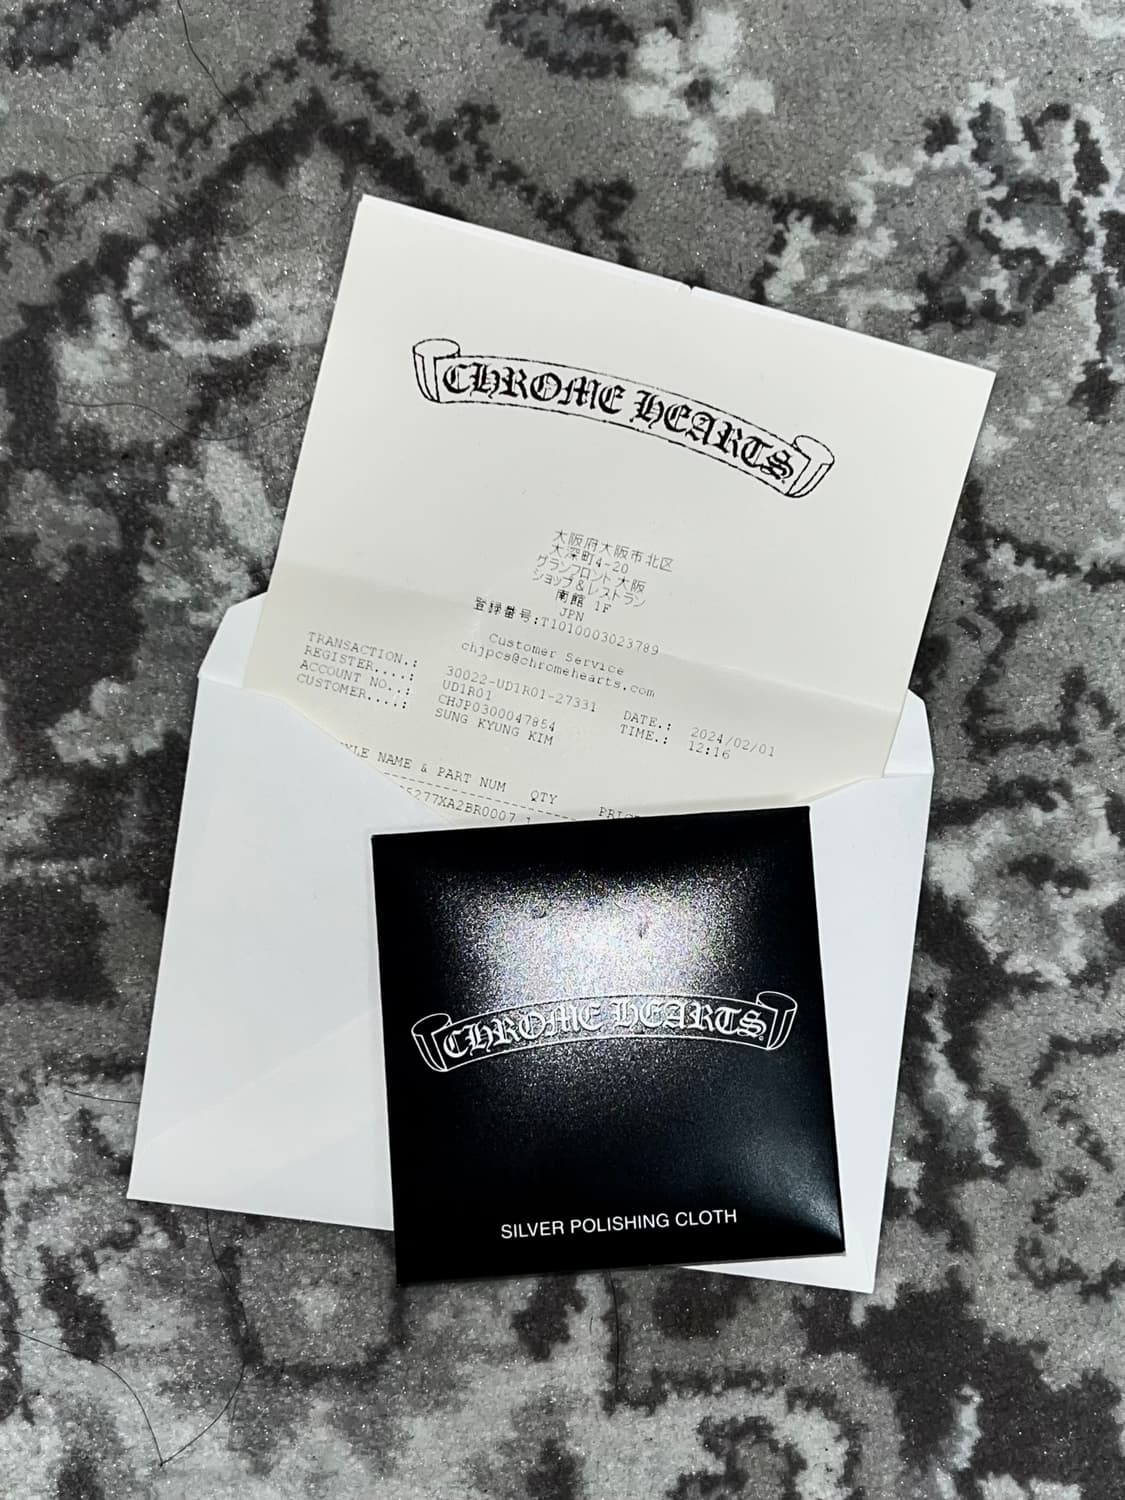 CHROME HEARTS
大阪府大阪市北区
大深町4-20
グランフロント大阪
ショップ&レストラン
南館 1F
JPN
登録番号:T1010003023789
Customer Service
chjpcs@chromehearts.com
TRANSACTION.: 30022-UD1R01-27331 DATE.: 2024/02/01
REGISTER....: UD1R01 TIME.: 12:16
ACCOUNT NO..: CHJP0300047854
CUSTOMER....: SUNG KYUNG KIM
NAME & PART NUM QTY
5277XA2BR0007 1
CHROME HEARTS
SILVER POLISHING CLOTH